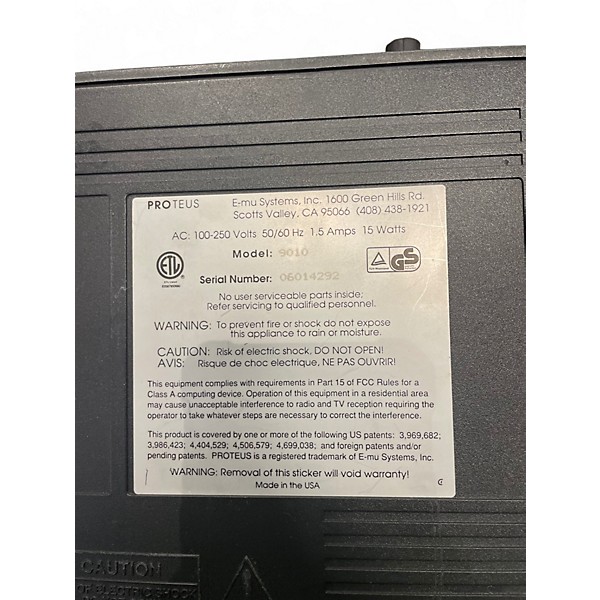 PROTEUS
E-mu Systems, Inc. 1600 Green Hills Rd.
Scotts Valley, CA 95066 (408) 438-1921
AC: 100-250 Volts 50/60 Hz 1.5 Amps 15 Watts
Model: 9010
ETL
Serial Number: 06014292
GS
No user serviceable parts inside;
Refer servicing to qualified personnel.
WARNING: To prevent fire or shock do not expose
this appliance to rain or moisture.
CAUTION: Risk of electric shock, DO NOT OPEN!
AVIS: Risque de choc electrique, NE PAS OUVRIR!
This equipment complies with requirements in Part 15 of FCC Rules for a
Class A computing device. Operation of this equipment in a residential area
may cause unacceptable interference to radio and TV reception requiring the
operator to take whatever steps are necessary to correct the interference.
This product is covered by one or more of the following US patents: 3,969,682;
3,986,423; 4,404,529; 4,506,579; 4,699,038; and foreign patents and/or
pending patents. PROTEUS is a registered trademark of E-mu Systems, Inc.
WARNING: Removal of this sticker will void warranty!
Made in the USA
CAUTION
OF ELECTRIC SHOCK